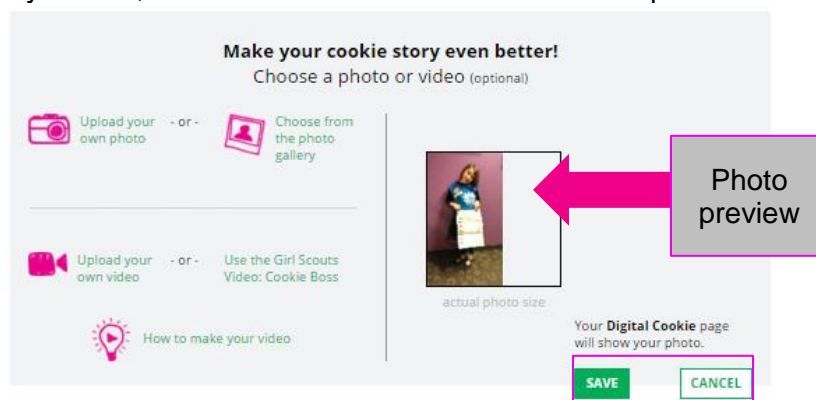 Make your cookie story even better!
Choose a photo or video (optional)
Upload your own photo
- or -
Choose from the photo gallery
Upload your own video
- or -
Use the Girl Scouts Video: Cookie Boss
How to make your video
actual photo size
Photo preview
Your Digital Cookie page
will show your photo.
SAVE
CANCEL